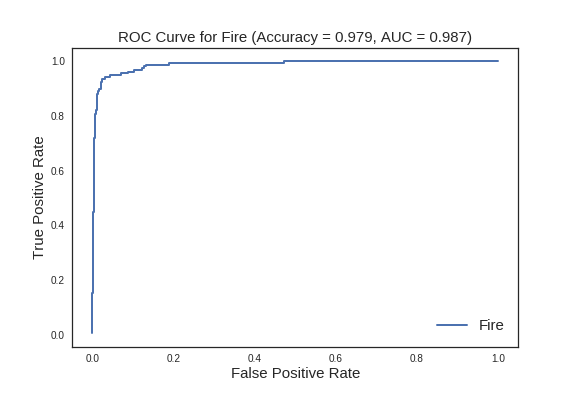 ROC Curve for Fire (Accuracy = 0.979, AUC = 0.987)
True Positive Rate
1.0
0.8
0.6
0.4
0.2
0.0
Fire
0.0 0.2 0.4 0.6 0.8 1.0
False Positive Rate